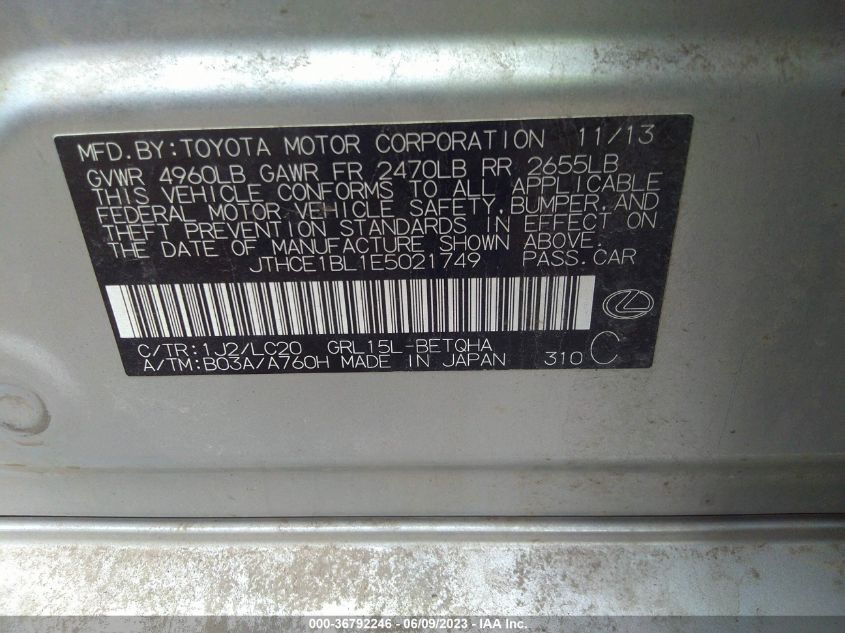 MFD. BY: TOYOTA MOTOR CORPORATION 11/13
GVWR 4960LB GAWR FR 2470LB RR 2655LB
THIS VEHICLE CONFORMS TO ALL APPLICABLE
FEDERAL MOTOR VEHICLE SAFETY, BUMPER, AND
THEFT PREVENTION STANDARDS IN EFFECT ON
THE DATE OF MANUFACTURE SHOWN ABOVE.
JTHCE1BL1E5021749 PASS. CAR
C/TR: 1J2/LC20 GRL15L-BETQHA
A/TM: B03A/A760H MADE IN JAPAN 310 C
000-36792246 - 06/09/2023 - IAA Inc.